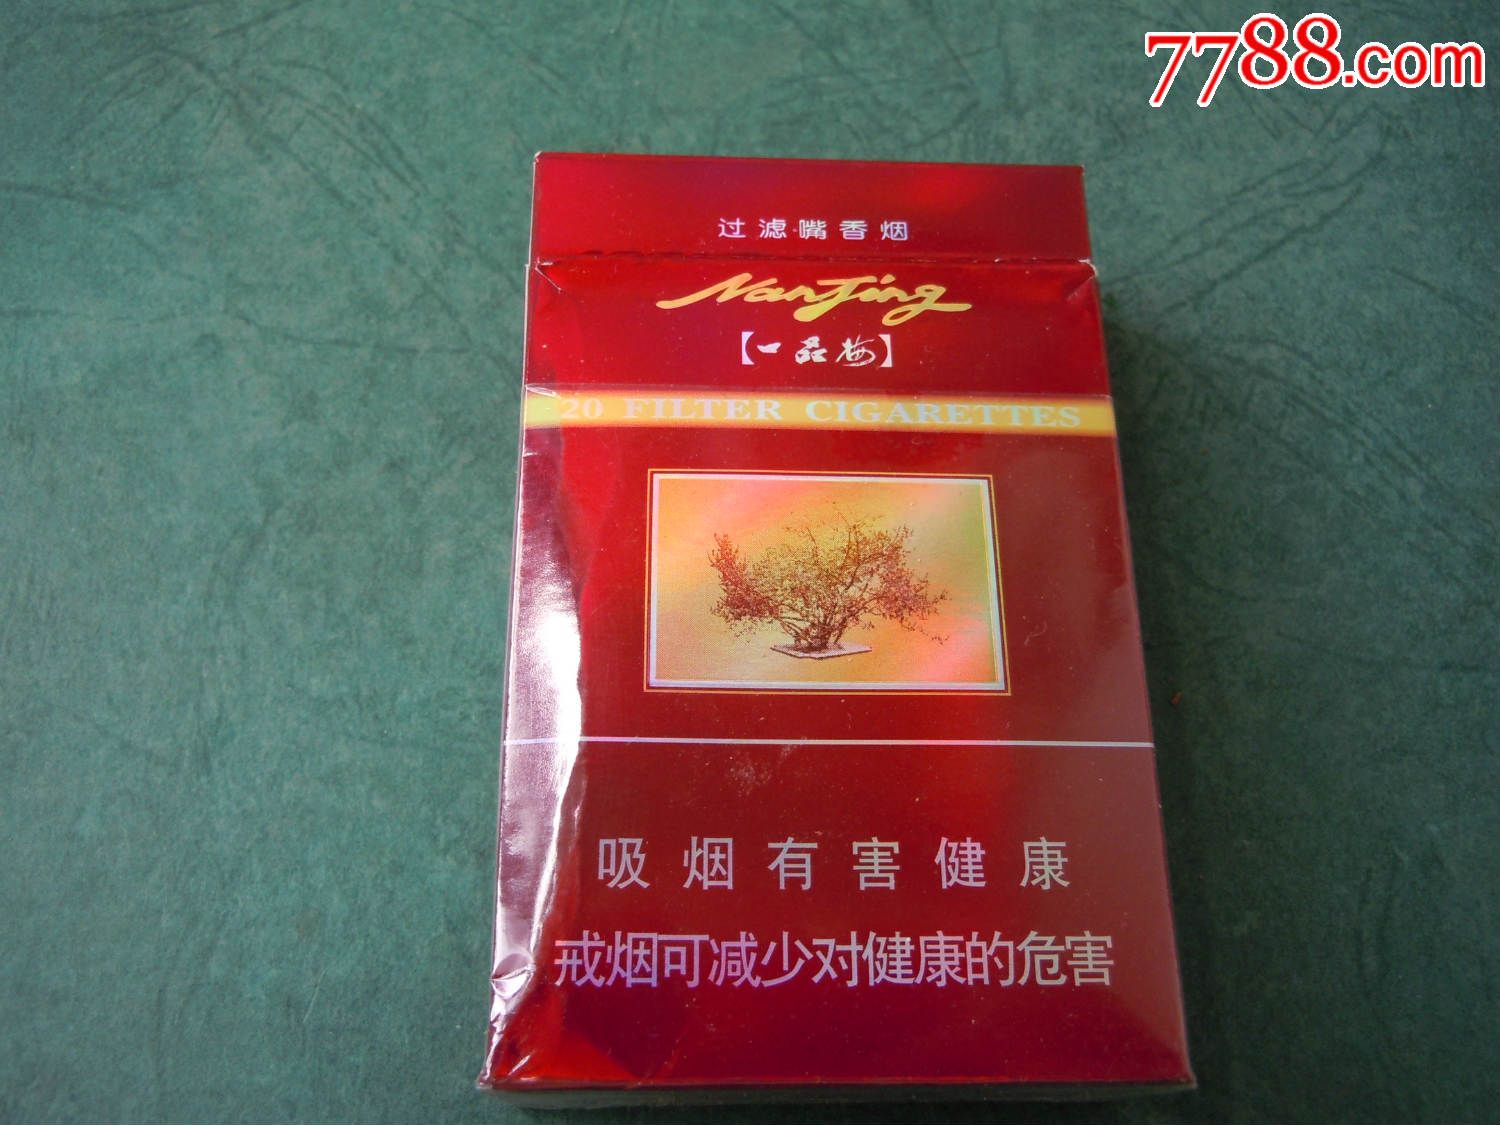 7788.com
过滤嘴香烟
NanJing
【一品梅】
20 FILTER CIGARETTES
吸烟有害健康
戒烟可减少对健康的危害